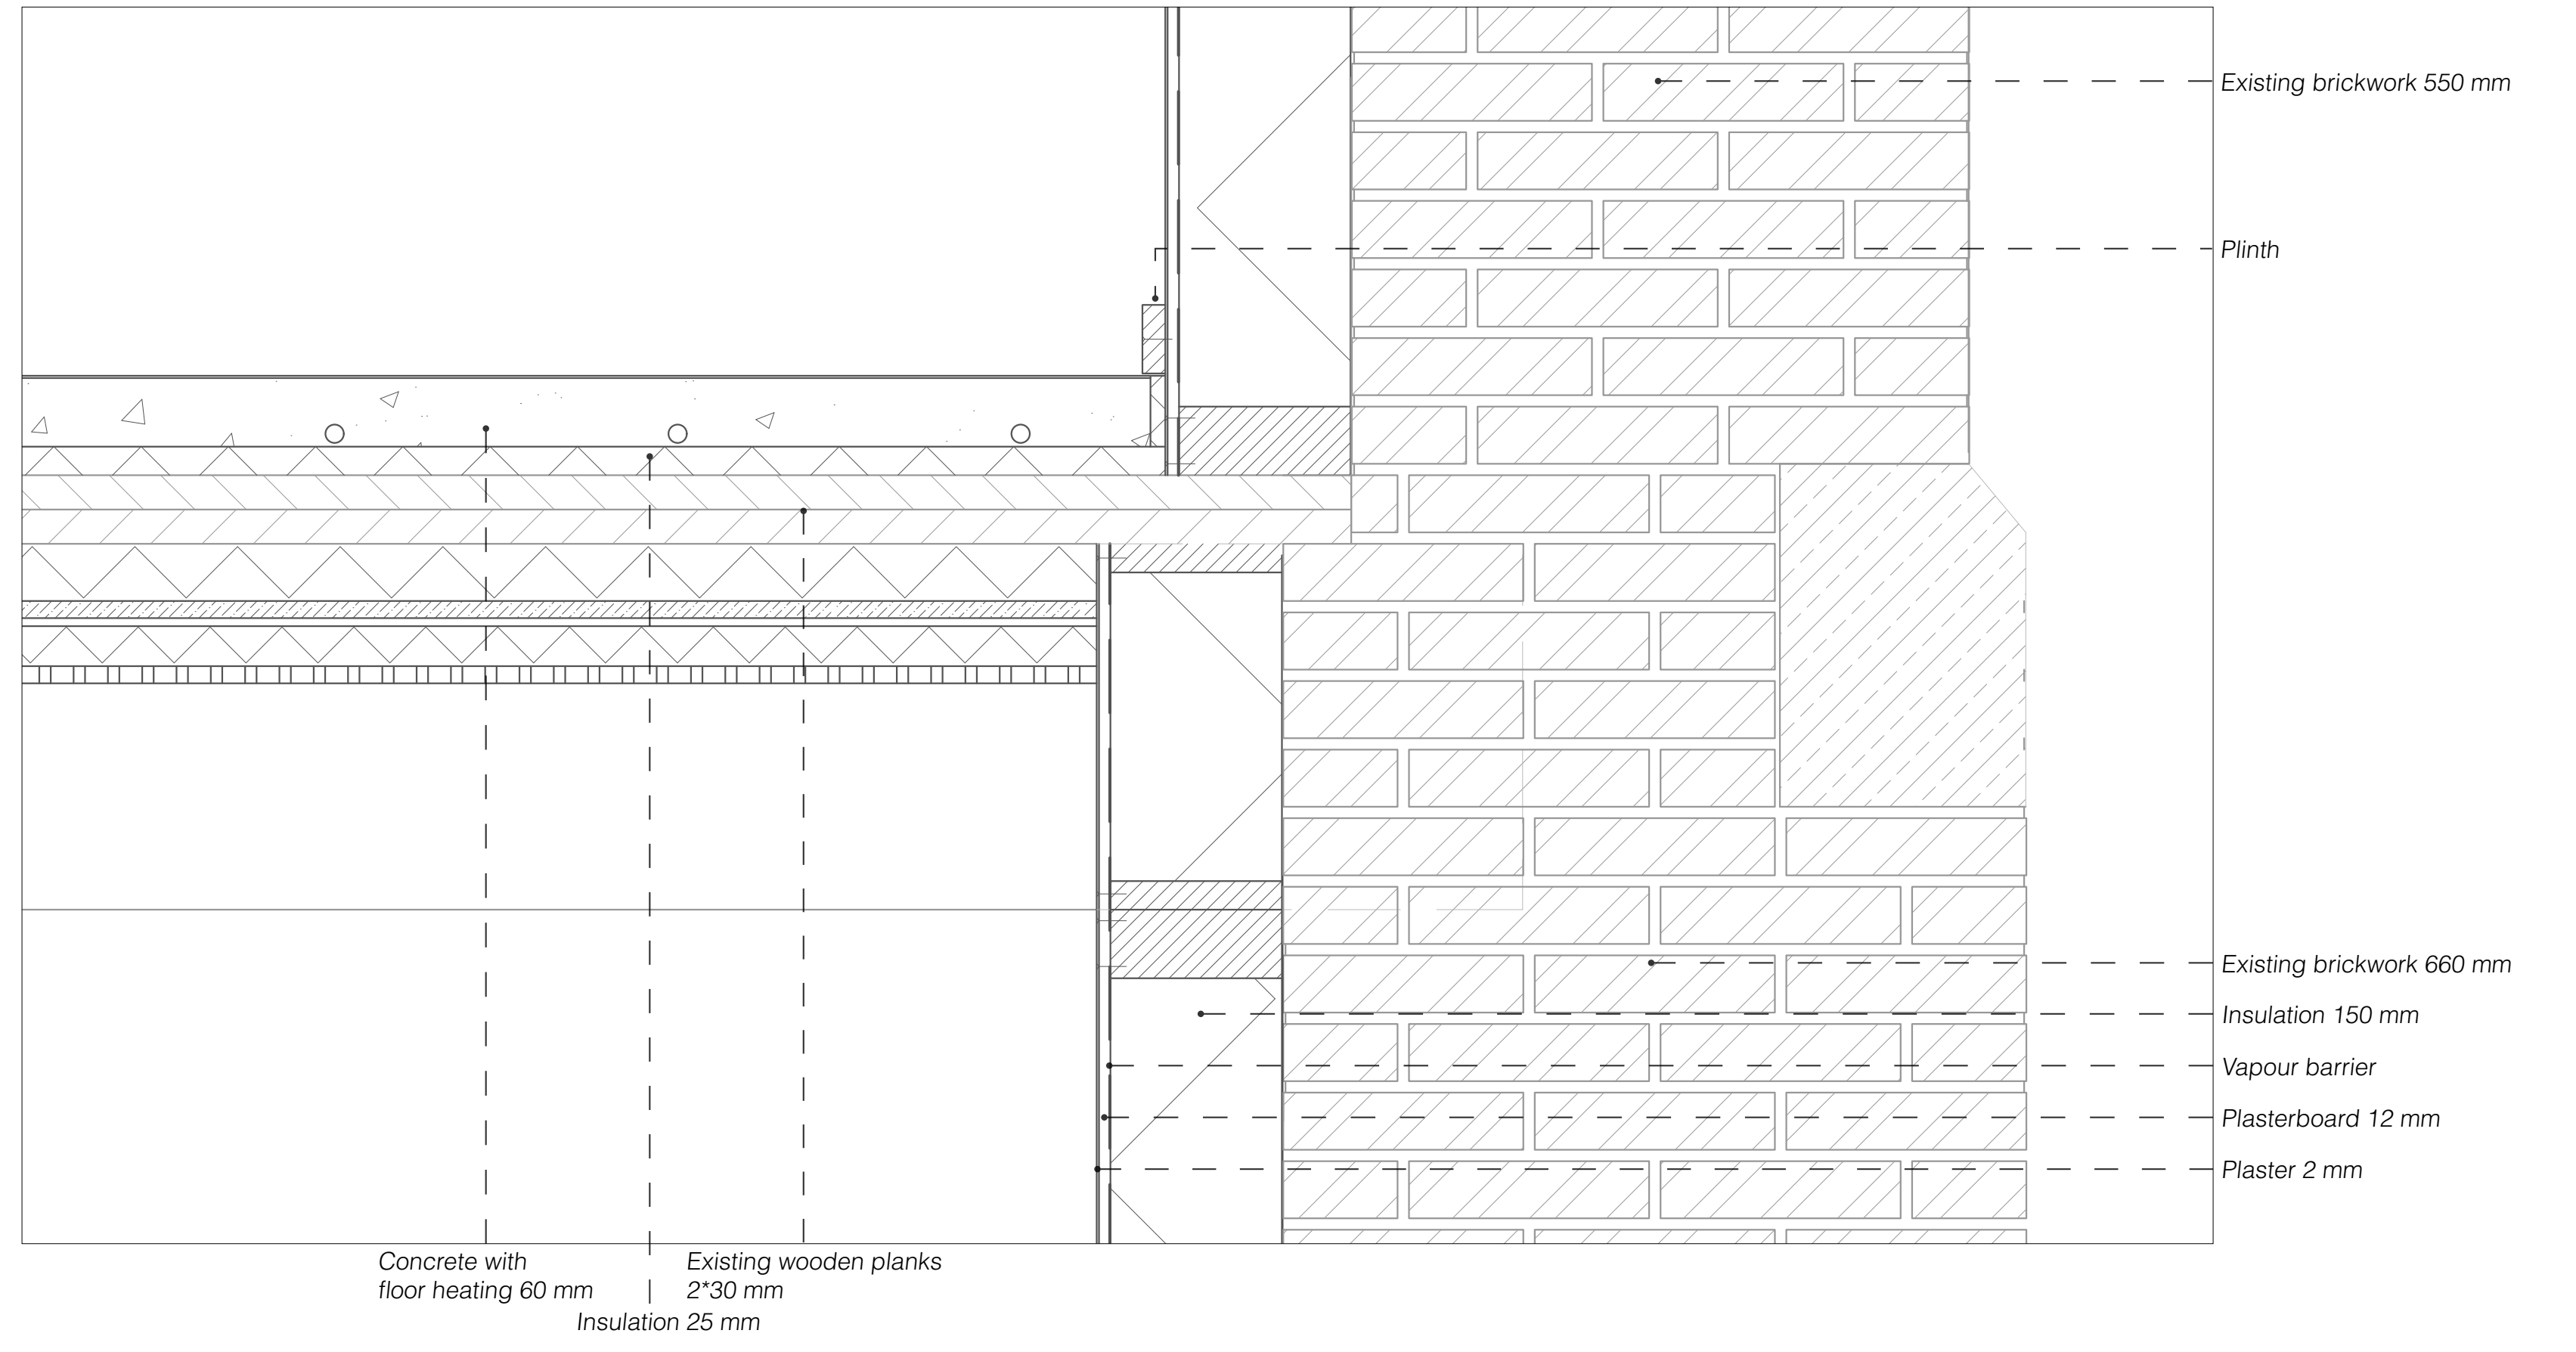 Existing brickwork 550 mm
Plinth
Existing brickwork 660 mm
Insulation 150 mm
Vapour barrier
Plasterboard 12 mm
Plaster 2 mm
Concrete with
floor heating 60 mm
Existing wooden planks
2*30 mm
Insulation 25 mm